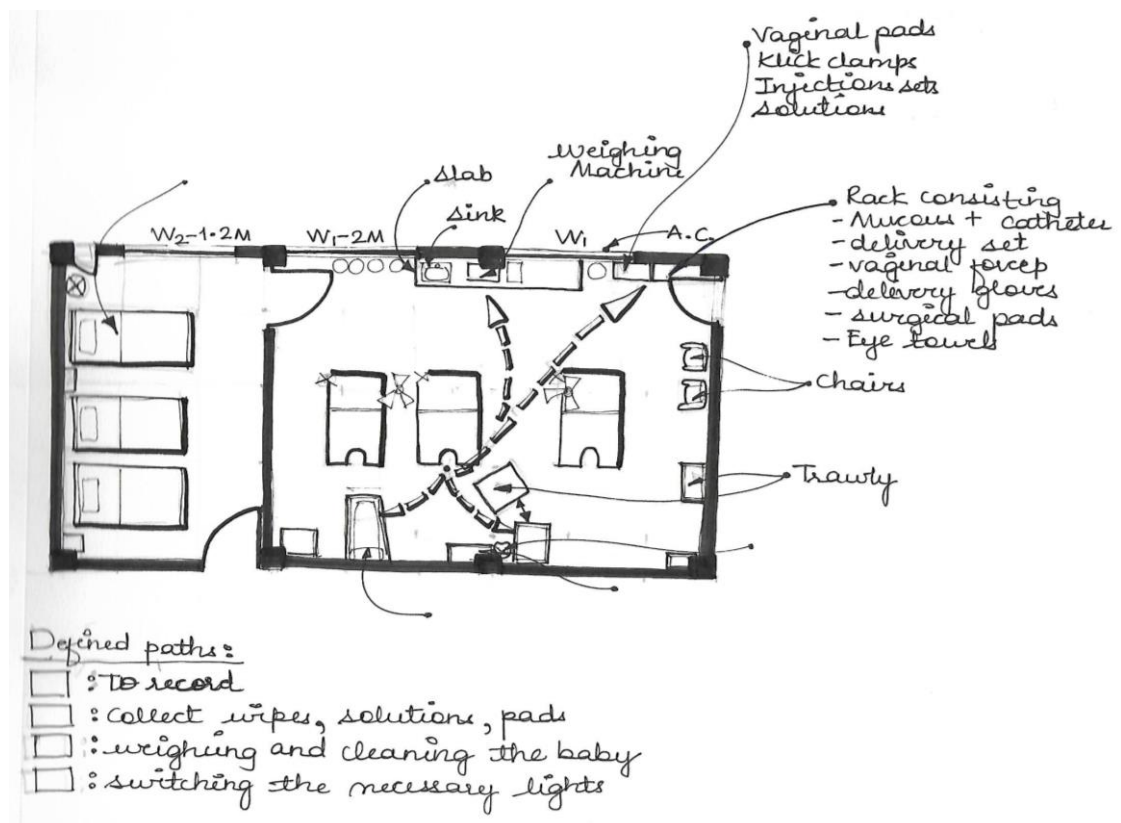 Vaginal pads
Klick clamps
Injections sets
solutions
Weighing
Machine
slab
sink
Rack consisting
- Mucous + catheter
- delivery set
- vaginal forcep
- delivery gloves
- surgical pads
- Eye towels
W2-1.2M
W1-2M
W1
A.C.
Chairs
Trawly
Defined paths:
: To record
: Collect wipes, solutions, pads
: weighing and cleaning the baby
: switching the necessary lights